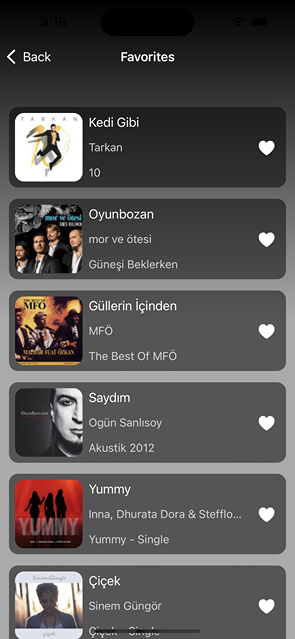 3:16
Back
Favorites
TARKAN
Kedi Gibi
Tarkan
10
mor ve ötesi
GÜNEŞİ BEKLERKEN
Oyunbozan
mor ve ötesi
Güneşi Beklerken
THE BEST OF
MFÖ
MAZHAR FUAT ÖZKAN
Güllerin İçinden
MFÖ
The Best Of MFÖ
OGÜN SANLISOY
Saydım
Ogün Sanlısoy
Akustik 2012
YUMMY
Yummy
Inna, Dhurata Dora & Stefflo...
Yummy - Single
Sinem Güngör
çiçek
Çiçek
Sinem Güngör
Çiçek - Single